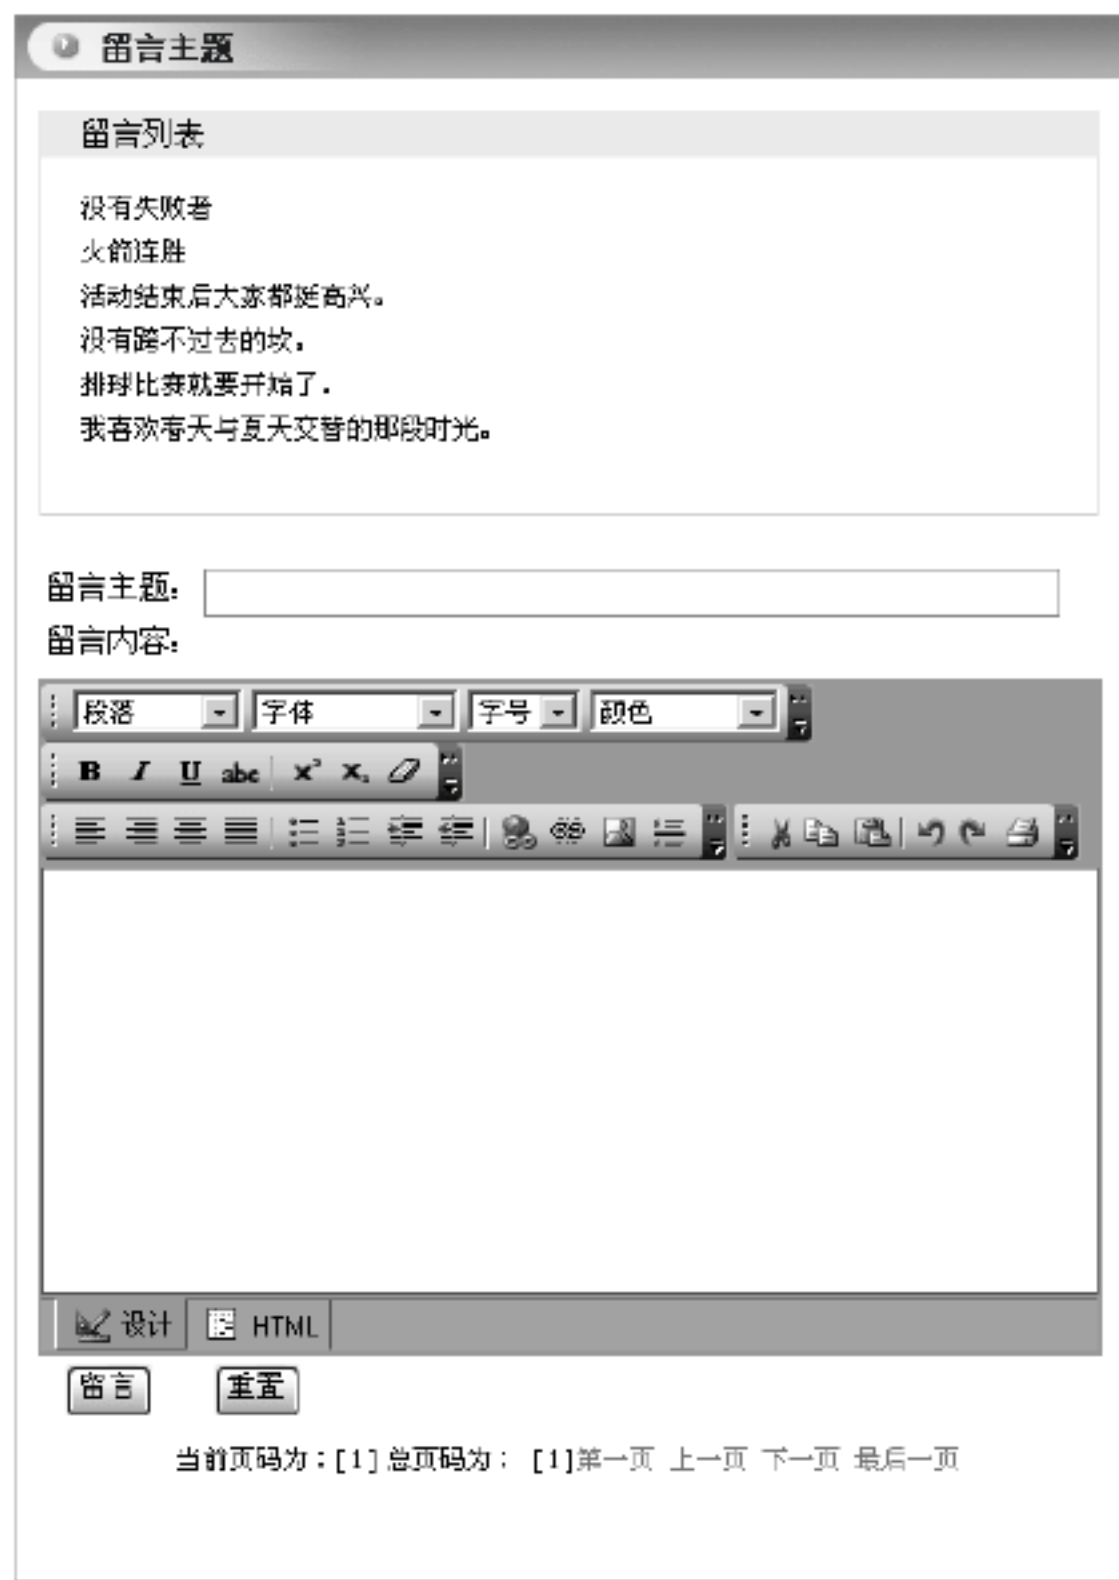 留言主题
留言列表
没有失败者
火箭连胜
活动结束后大家都挺高兴。
没有跨不过去的坎。
排球比赛就要开始了.
我喜欢春天与夏天交替的那段时光。
留言主题：
留言内容：
段落 字体 字号 颜色
B I U abc x² x₂
设计 HTML
留言 重置
当前页码为：[1] 总页码为： [1]第一页 上一页 下一页 最后一页